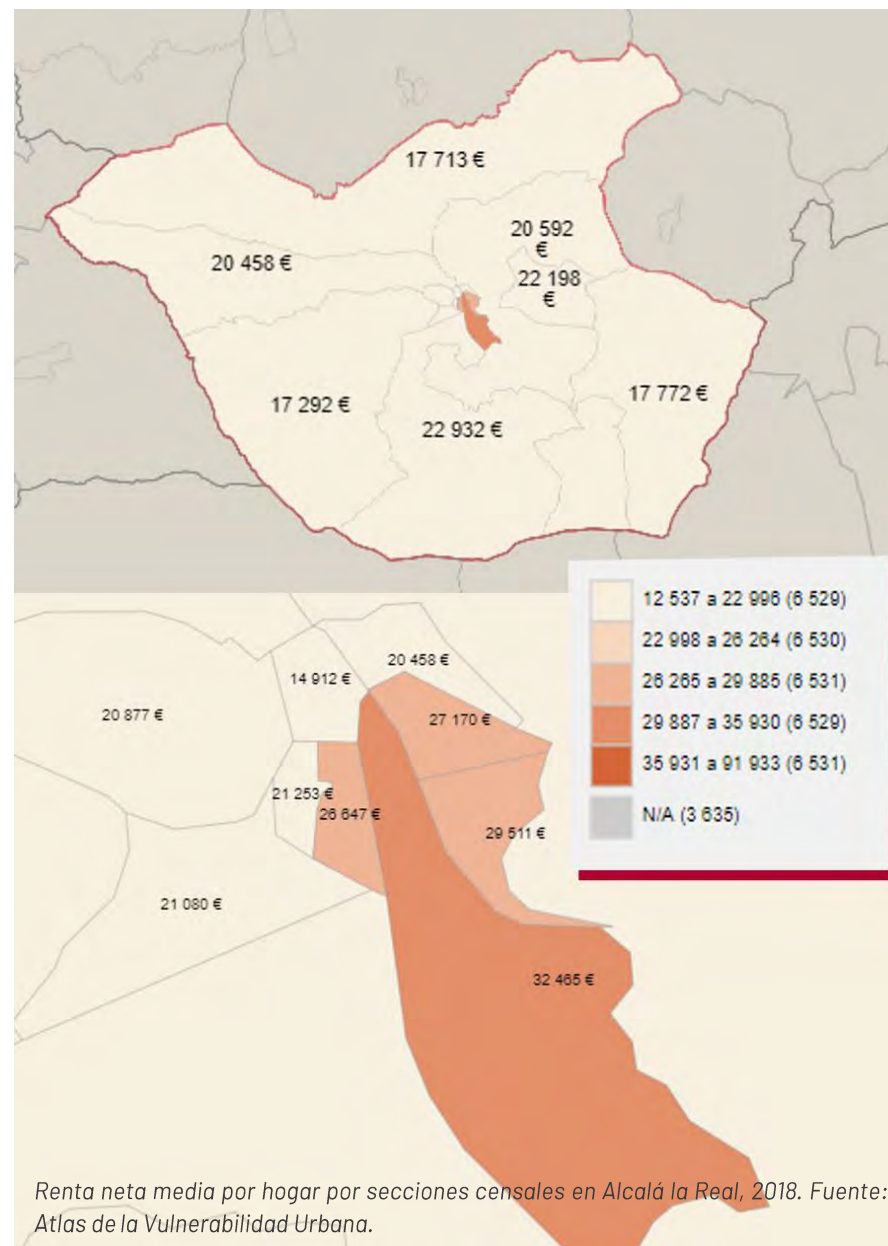 17 713 €
20 592
€
20 458 €
22 198
€
17 772 €
17 292 €
22 932 €
12 537 a 22 996 (6 529)
22 998 a 26 264 (6 530)
26 265 a 29 885 (6 531)
29 887 a 35 930 (6 529)
35 931 a 91 933 (6 531)
N/A (3 635)
20 458 €
14 912 €
20 877 €
27 170 €
21 253 €
26 647 €
29 511 €
21 080 €
32 465 €
Renta neta media por hogar por secciones censales en Alcalá la Real, 2018. Fuente:
Atlas de la Vulnerabilidad Urbana.